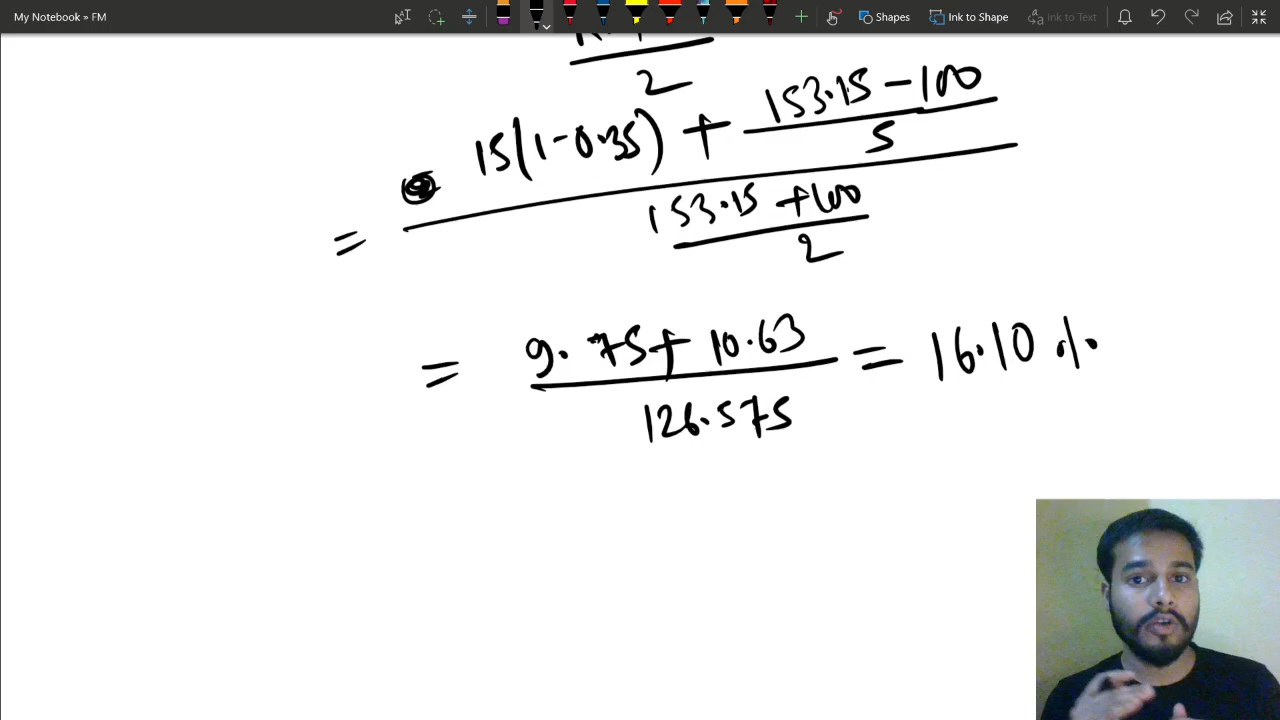 My Notebook » FM
Shapes
Ink to Shape
Ink to Text
2
15(1-0.35) + 153.15 - 100
5
=
153.15 + 100
2
= 9.75 + 10.63 = 16.10 %
126.575